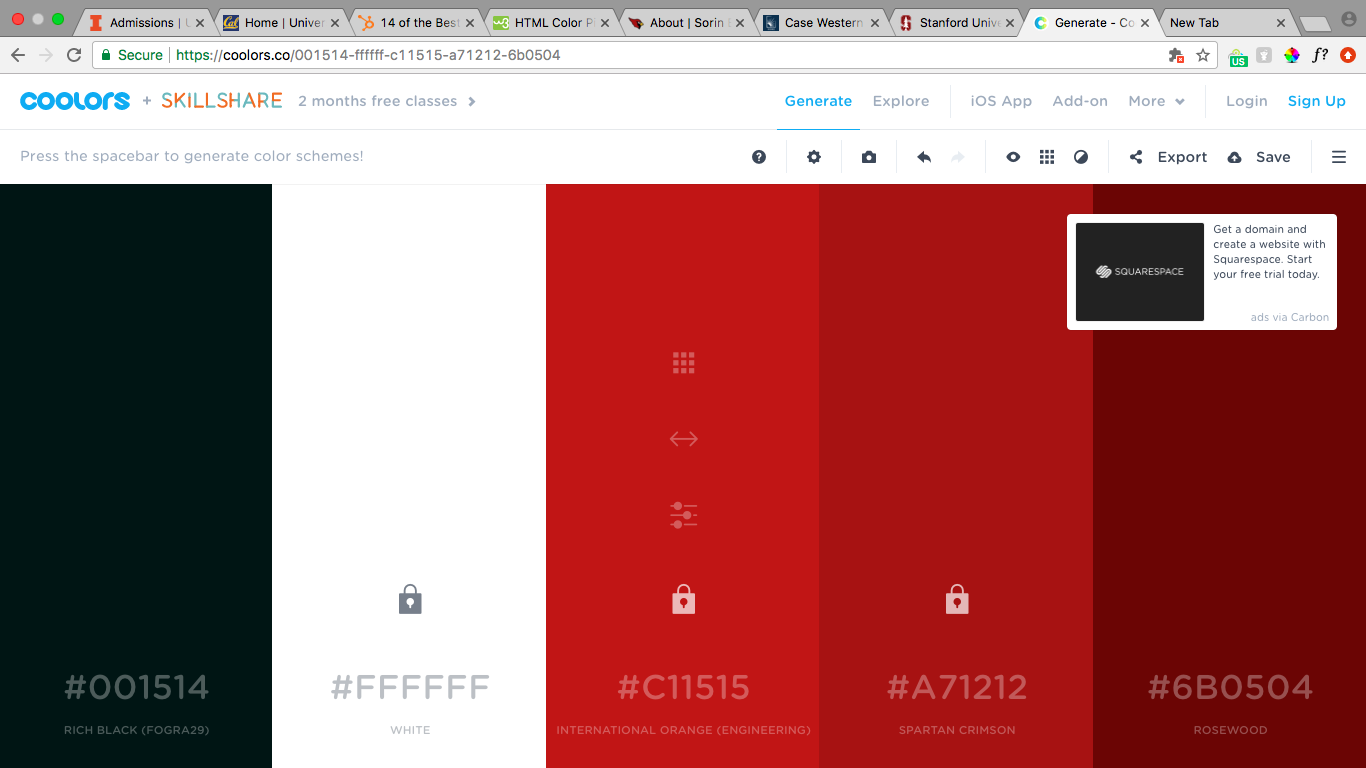 Admissions | U
Home | Univer
14 of the Best
HTML Color P
About | Sorin E
Case Western
Stanford Unive
Generate - Co
New Tab
Secure
https://coolors.co/001514-ffffff-c11515-a71212-6b0504
US
f?
coolors + SKILLSHARE 2 months free classes
Generate
Explore
iOS App
Add-on
More
Login
Sign Up
Press the spacebar to generate color schemes!
Export
Save
Get a domain and
create a website with
Squarespace. Start
your free trial today.
SQUARESPACE
ads via Carbon
#001514
RICH BLACK (FOGRA29)
#FFFFFF
WHITE
#C11515
INTERNATIONAL ORANGE (ENGINEERING)
#A71212
SPARTAN CRIMSON
#6B0504
ROSEWOOD